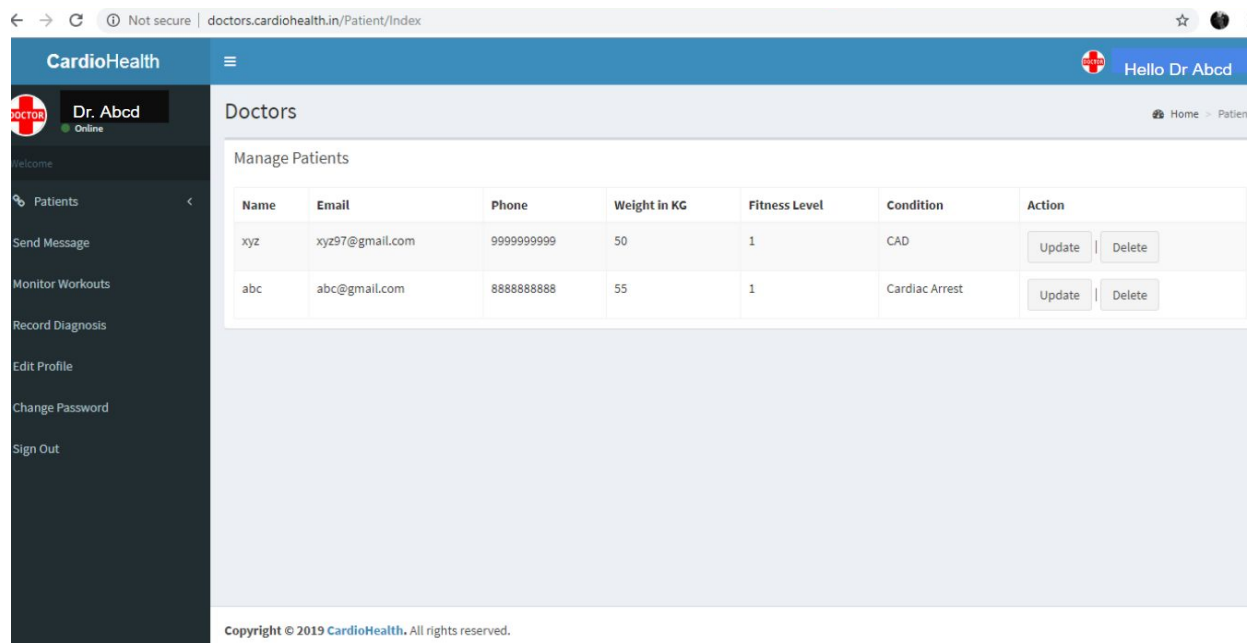 Not secure | doctors.cardiohealth.in/Patient/Index
CardioHealth
Hello Dr Abcd
DOCTOR
DOCTOR
Dr. Abcd
Online
Doctors
Home > Patien
Welcome
Manage Patients
Patients
Name Email Phone Weight in KG Fitness Level Condition Action
xyz xyz97@gmail.com 9999999999 50 1 CAD Update | Delete
Send Message
Monitor Workouts
abc abc@gmail.com 8888888888 55 1 Cardiac Arrest Update | Delete
Record Diagnosis
Edit Profile
Change Password
Sign Out
Copyright © 2019 CardioHealth. All rights reserved.